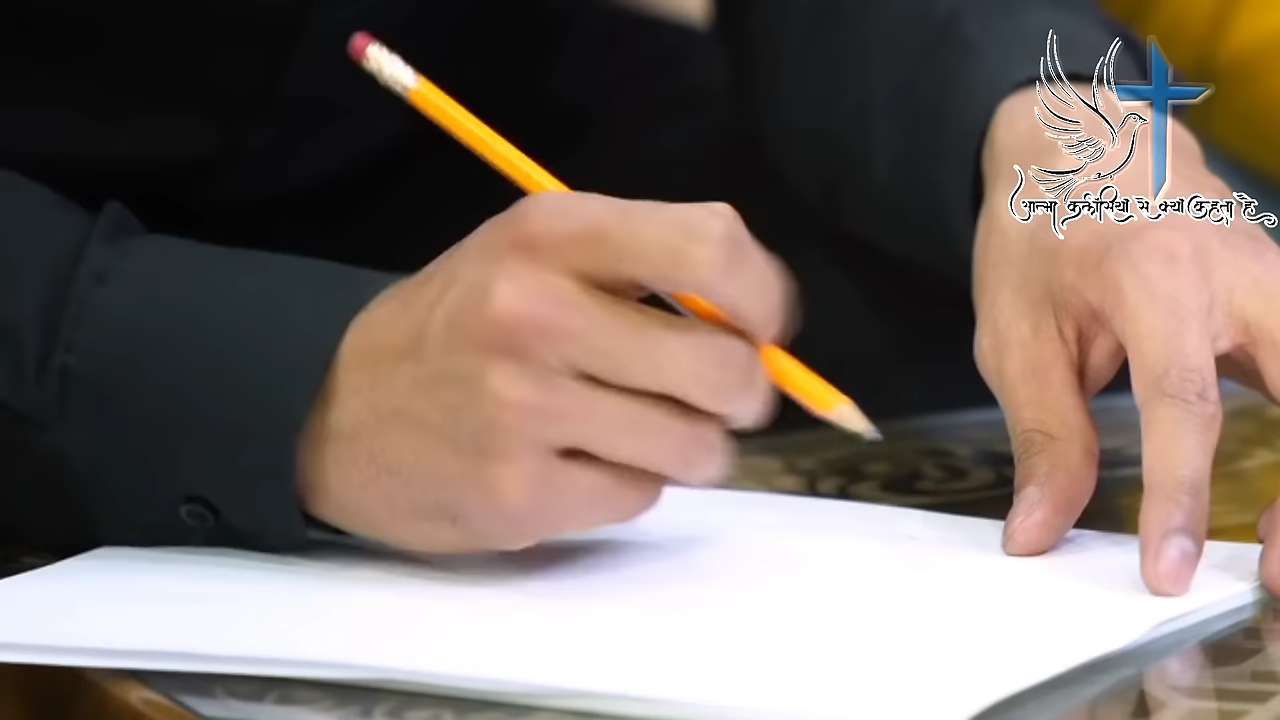 आत्मा कलीसिया से क्या कहता है